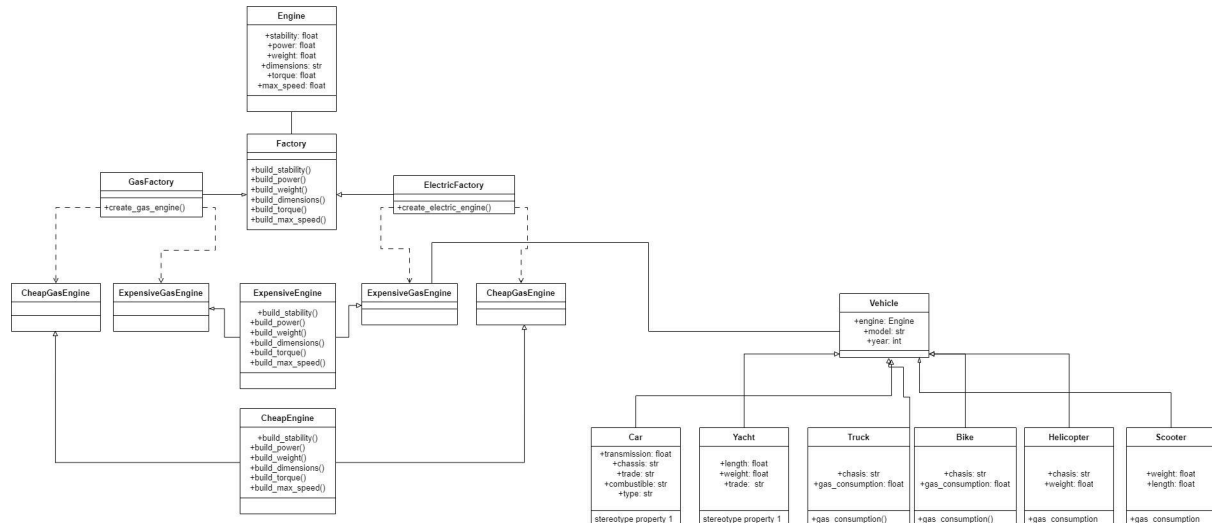 Engine
+stability: float
+power: float
+weight: float
+dimensions: str
+torque: float
+max_speed: float
Factory
+build_stability()
+build_power()
+build_weight()
+build_dimensions()
+build_torque()
+build_max_speed()
GasFactory
+create_gas_engine()
ElectricFactory
+create_electric_engine()
CheapGasEngine
ExpensiveGasEngine
ExpensiveEngine
+build_stability()
+build_power()
+build_weight()
+build_dimensions()
+build_torque()
+build_max_speed()
ExpensiveGasEngine
CheapGasEngine
CheapEngine
+build_stability()
+build_power()
+build_weight()
+build_dimensions()
+build_torque()
+build_max_speed()
Vehicle
+engine: Engine
+model: str
+year: int
Car
+transmission: float
+chassis: str
+trade: str
+combustible: str
+type: str
stereotype property 1
Yacht
+length: float
+weight: float
+trade: str
stereotype property 1
Truck
+chasis: str
+gas_consumption: float
+gas_consumption()
Bike
+chasis: str
+gas_consumption: float
+gas_consumption()
Helicopter
+chasis: str
+weight: float
+gas_consumption
Scooter
+weight: float
+length: float
+gas_consumption